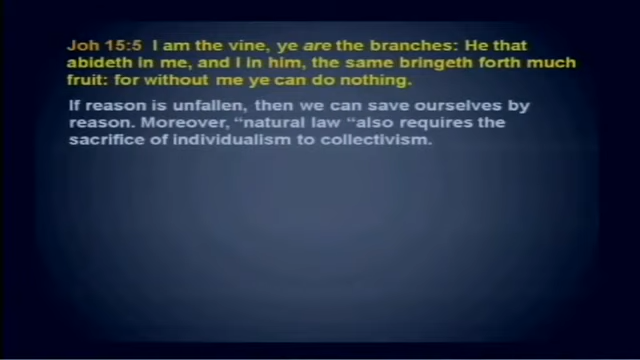 Joh 15:5 I am the vine, ye are the branches: He that
abideth in me, and I in him, the same bringeth forth much
fruit: for without me ye can do nothing.
If reason is unfallen, then we can save ourselves by
reason. Moreover, “natural law “also requires the
sacrifice of individualism to collectivism.